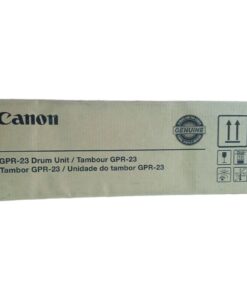 Canon
GENUINE
GPR-23 Drum Unit / Tambour GPR-23
Tambor GPR-23 / Unidade do tambor GPR-23